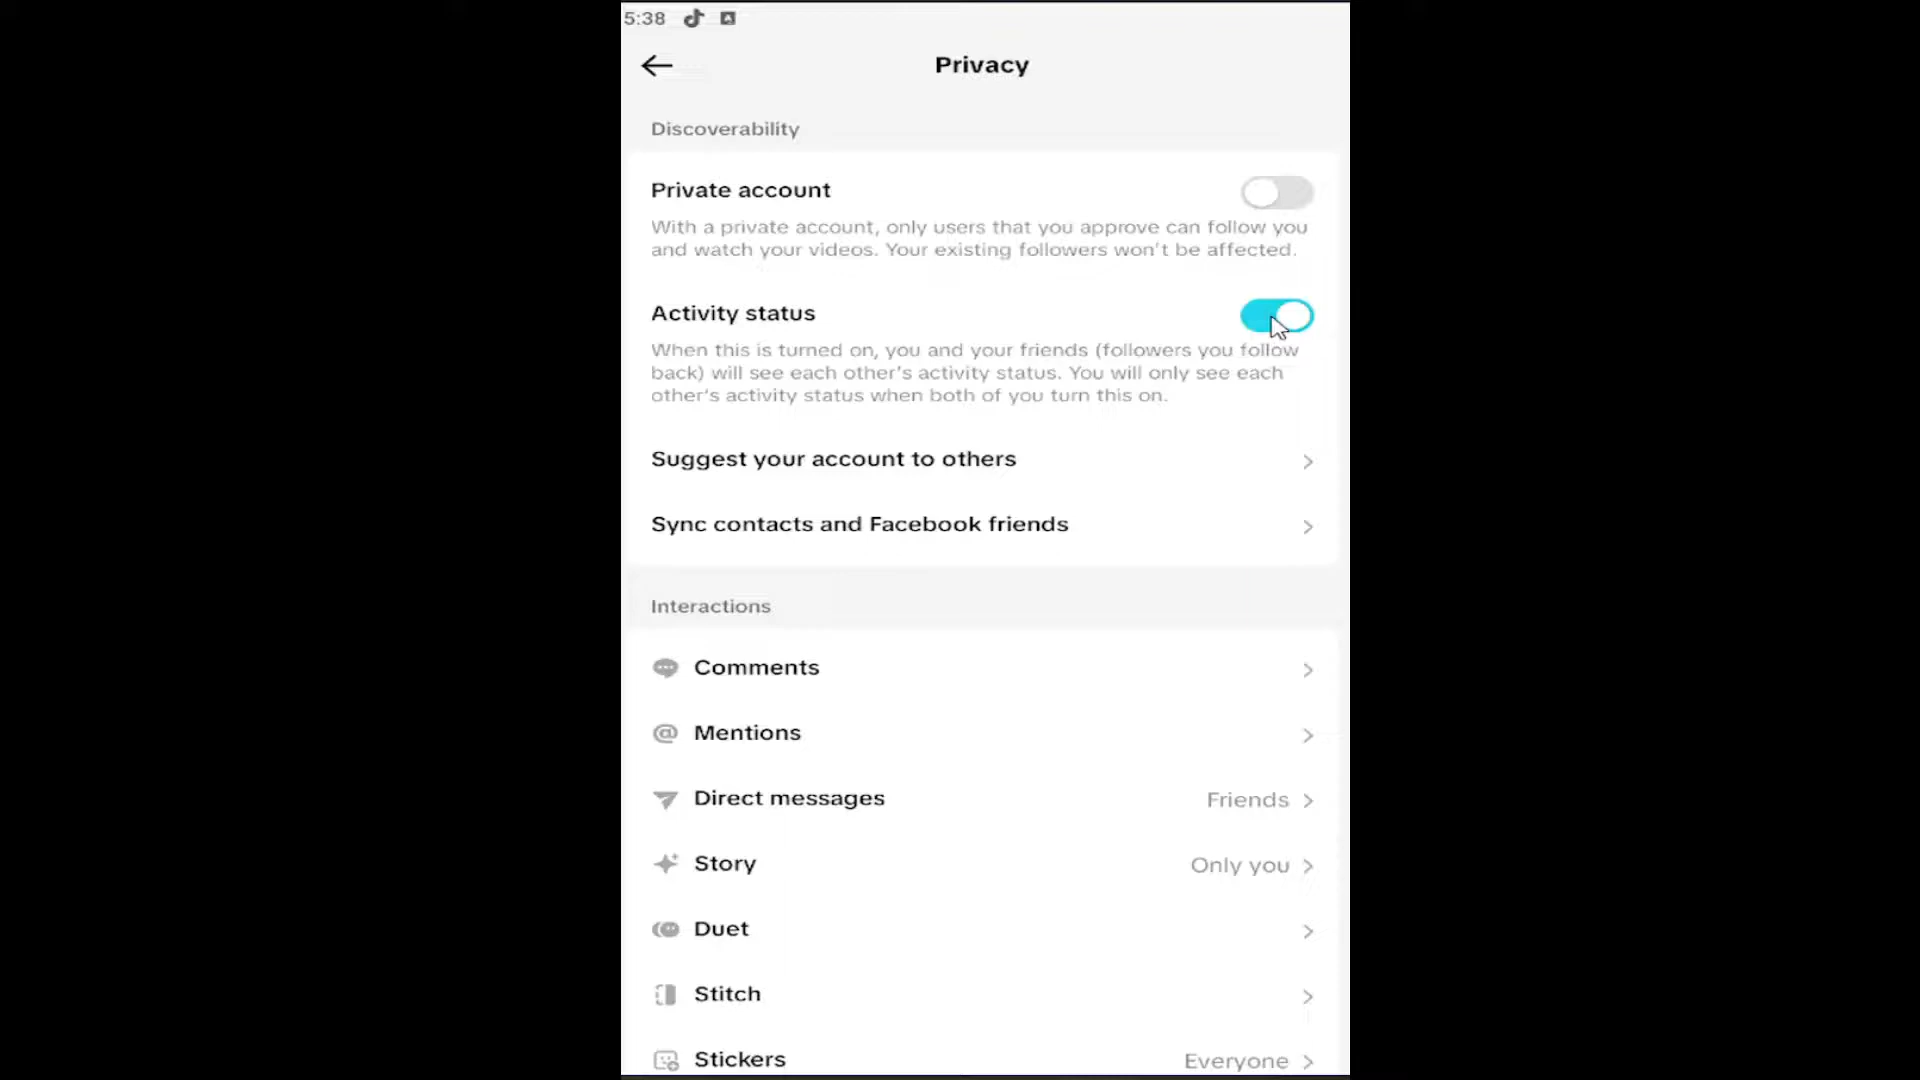 5:38
Privacy
Discoverability
Private account
With a private account, only users that you approve can follow you
and watch your videos. Your existing followers won't be affected.
Activity status
When this is turned on, you and your friends (followers you follow
back) will see each other's activity status. You will only see each
other's activity status when both of you turn this on.
Suggest your account to others
Sync contacts and Facebook friends
Interactions
Comments
Mentions
Direct messages Friends
Story Only you
Duet
Stitch
Stickers Everyone